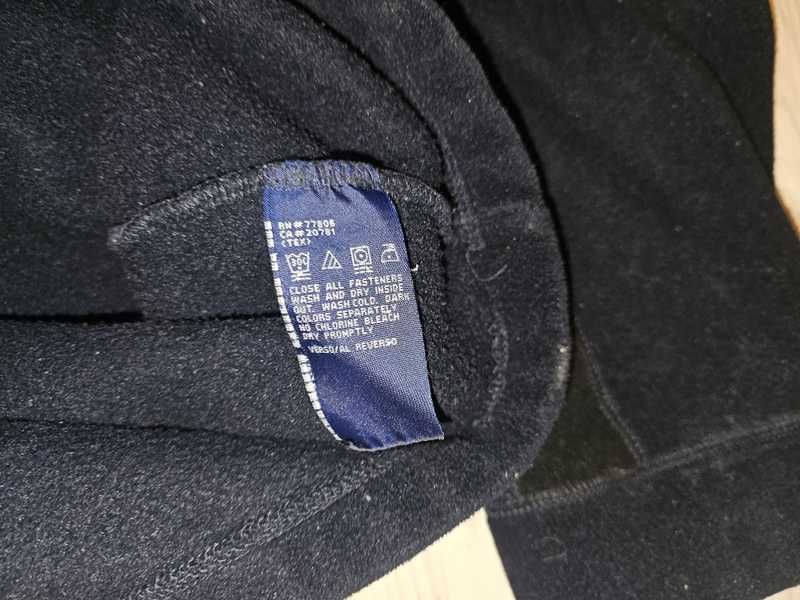 RN#77806
CA#20781
<TEX>
30C
CLOSE ALL FASTENERS
WASH AND DRY INSIDE
OUT. WASH COLD. DARK
COLORS SEPARATELY
NO CHLORINE BLEACH
DRY PROMPTLY
VERSO/AL REVERSO